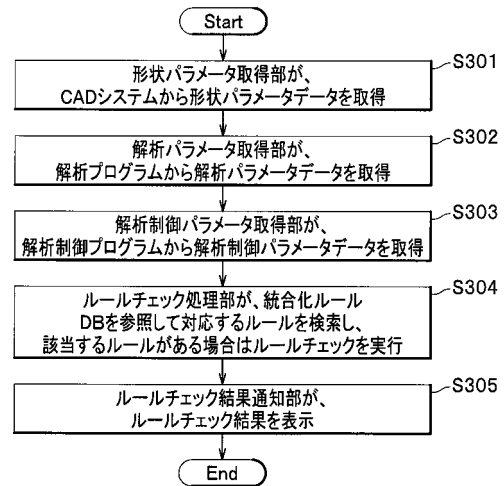 Start
S301
形状パラメータ取得部が、
CADシステムから形状パラメータデータを取得
S302
解析パラメータ取得部が、
解析プログラムから解析パラメータデータを取得
S303
解析制御パラメータ取得部が、
解析制御プログラムから解析制御パラメータデータを取得
S304
ルールチェック処理部が、統合化ルール
DBを参照して対応するルールを検索し、
該当するルールがある場合はルールチェックを実行
S305
ルールチェック結果通知部が、
ルールチェック結果を表示
End